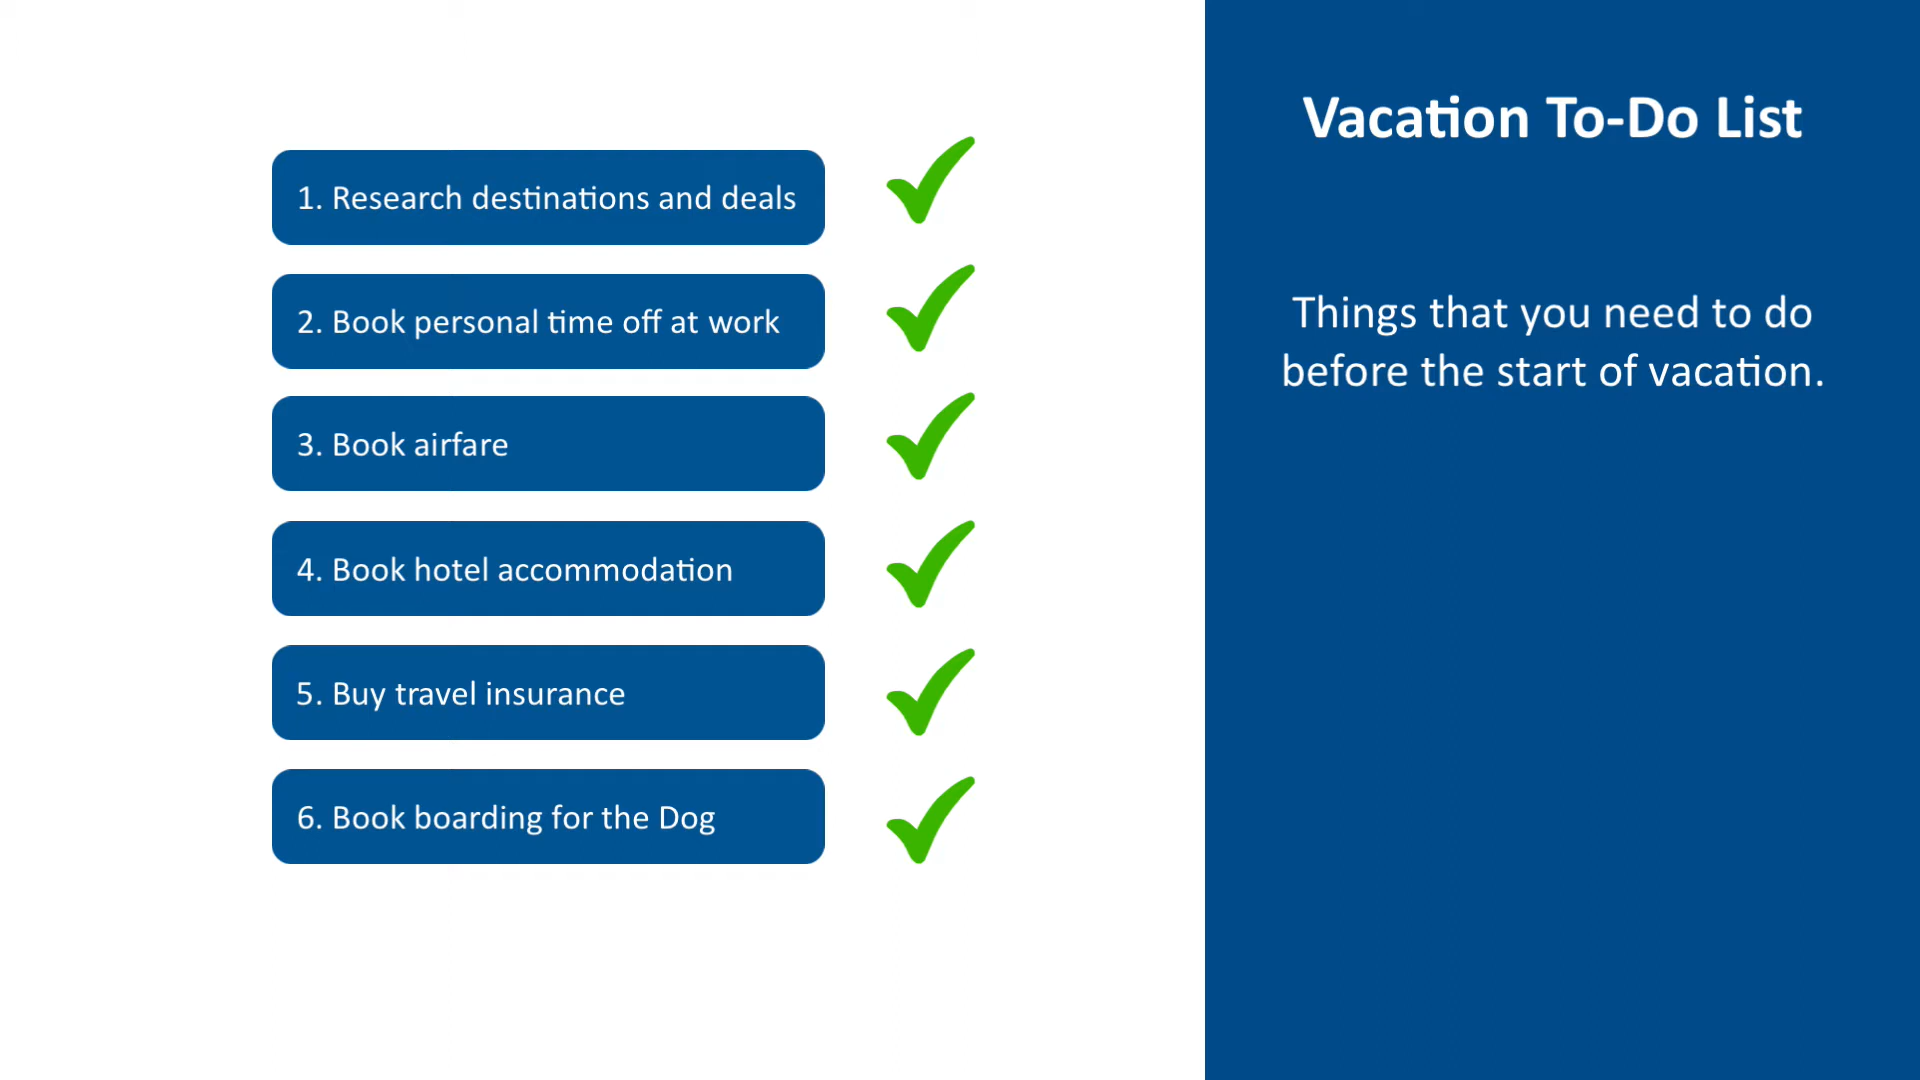 1. Research destinations and deals
2. Book personal time off at work
3. Book airfare
4. Book hotel accommodation
5. Buy travel insurance
6. Book boarding for the Dog
Vacation To-Do List
Things that you need to do
before the start of vacation.